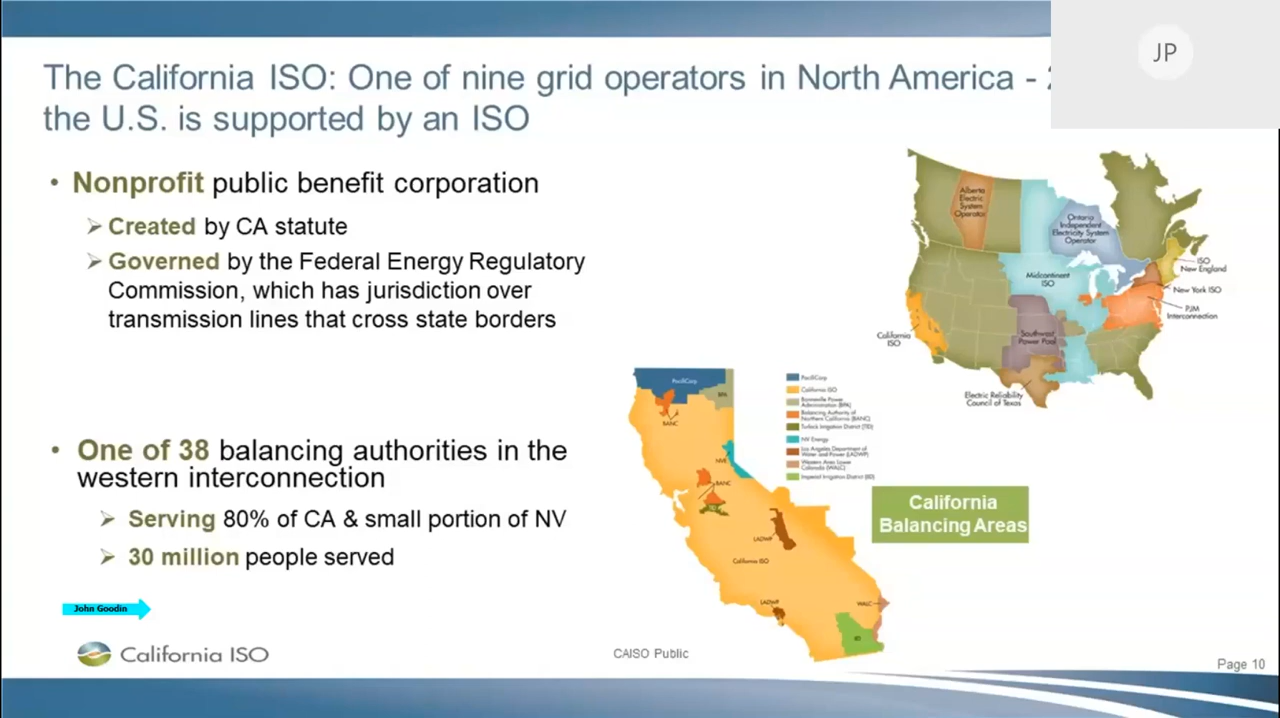 JP
The California ISO: One of nine grid operators in North America -
the U.S. is supported by an ISO
• Nonprofit public benefit corporation
➢ Created by CA statute
➢ Governed by the Federal Energy Regulatory
Commission, which has jurisdiction over
transmission lines that cross state borders
Alberta
Electric
System
Operator
Ontario
Independent
Electricity System
Operator
Midcontinent
ISO
ISO
New England
New York ISO
PJM
Interconnection
California
ISO
Southwest
Power Pool
Electric Reliability
Council of Texas
• One of 38 balancing authorities in the
western interconnection
➢ Serving 80% of CA & small portion of NV
➢ 30 million people served
PacifiCorp
BPA
BANC
NVE
BANC
TID
LADWP
California ISO
LADWP
WALC
IID
PacifiCorp
California ISO
Bonneville Power
Administration (BPA)
Balancing Authority of
Northern California (BANC)
Turlock Irrigation District (TID)
NV Energy
Los Angeles Department of
Water and Power (LADWP)
Western Area Lower
Colorado (WALC)
Imperial Irrigation District (IID)
California
Balancing Areas
John Goodin
California ISO
CAISO Public
Page 10